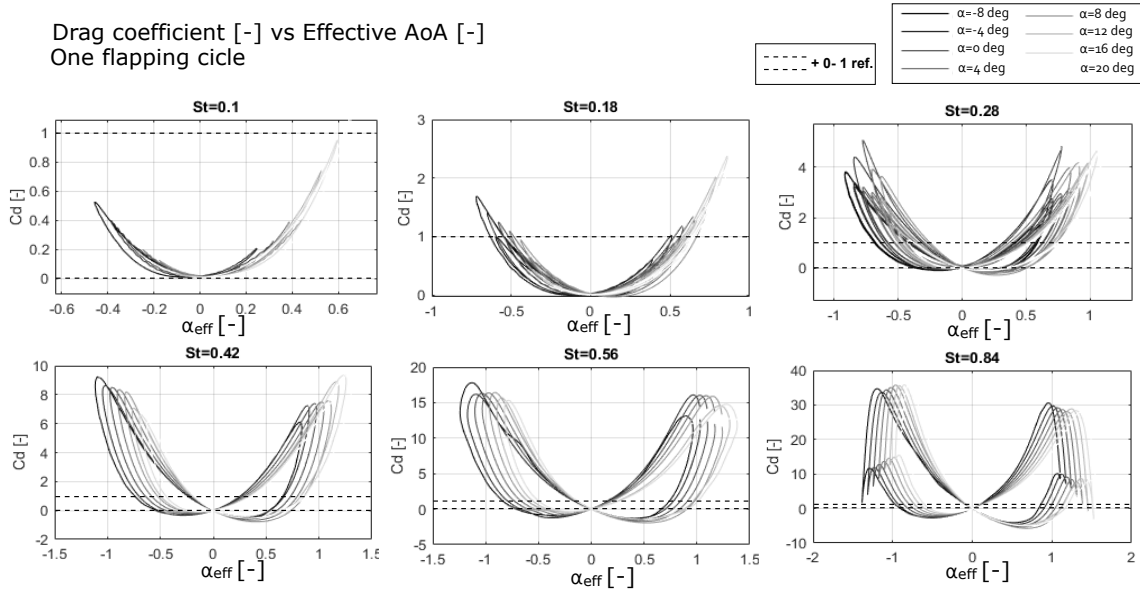 Drag coefficient [-] vs Effective AoA [-]
One flapping cicle
+ 0- 1 ref.
α=-8 deg
α=-4 deg
α=0 deg
α=4 deg
α=8 deg
α=12 deg
α=16 deg
α=20 deg
St=0.1
1
0.8
0.6
0.4
0.2
0
Cd [-]
-0.6 -0.4 -0.2 0 0.2 0.4 0.6
αeff [-]
St=0.18
3
2
1
0
Cd [-]
-1 -0.5 0 0.5 1
αeff [-]
St=0.28
4
2
0
Cd [-]
-1 -0.5 0 0.5 1
αeff [-]
St=0.42
10
8
6
4
2
0
-2
Cd [-]
-1.5 -1 -0.5 0 0.5 1 1.5
αeff [-]
St=0.56
20
15
10
5
0
-5
Cd [-]
-1.5 -1 -0.5 0 0.5 1 1.5
αeff [-]
St=0.84
40
30
20
10
0
-10
Cd [-]
-2 -1 0 1 2
αeff [-]